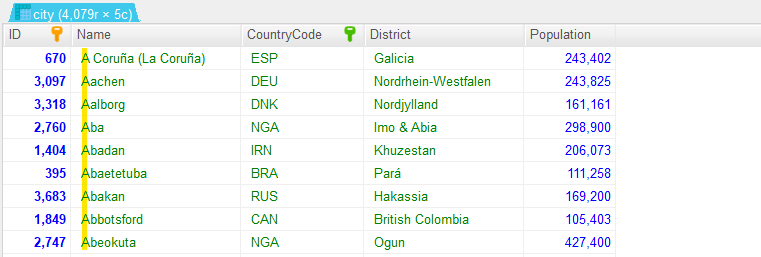 city (4,079r × 5c)
ID Name CountryCode District Population
670 A Coruña (La Coruña) ESP Galicia 243,402
3,097 Aachen DEU Nordrhein-Westfalen 243,825
3,318 Aalborg DNK Nordjylland 161,161
2,760 Aba NGA Imo & Abia 298,900
1,404 Abadan IRN Khuzestan 206,073
395 Abaetetuba BRA Pará 111,258
3,683 Abakan RUS Hakassia 169,200
1,849 Abbotsford CAN British Colombia 105,403
2,747 Abeokuta NGA Ogun 427,400